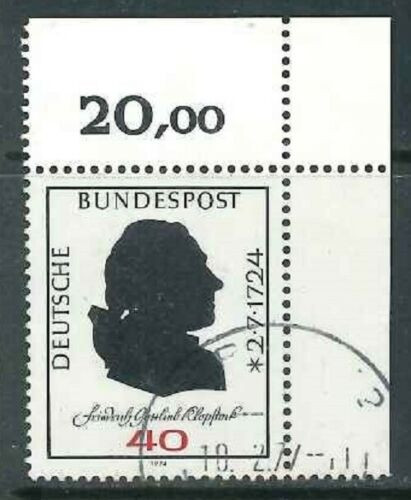 20,00
DEUTSCHE
BUNDESPOST
*2·7·1724
Friedrich Gottlieb Klopstock
40
1974